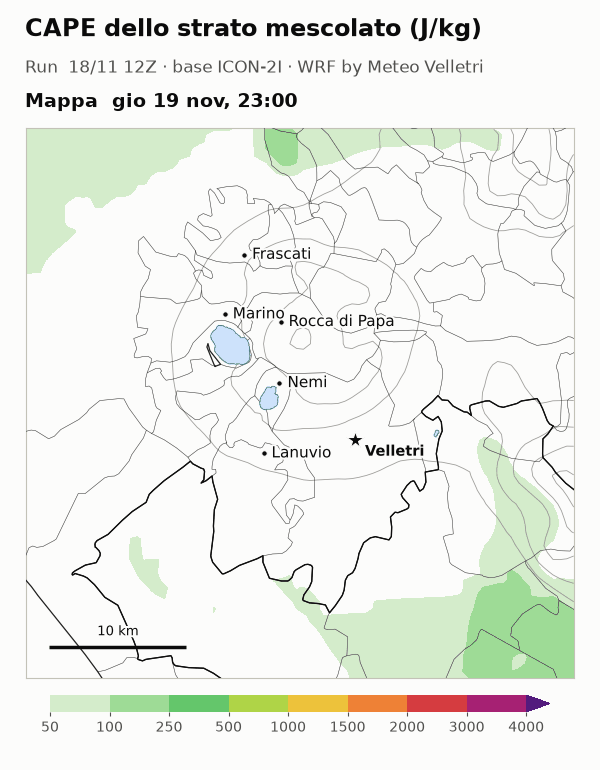 CAPE dello strato mescolato (J/kg)
Run  18/11 12Z · base ICON-2I · WRF by Meteo Velletri
Mappa  gio 19 nov, 23:00
Frascati
Marino
Rocca di Papa
Nemi
Velletri
Lanuvio
10 km
50 100 250 500 1000 1500 2000 3000 4000